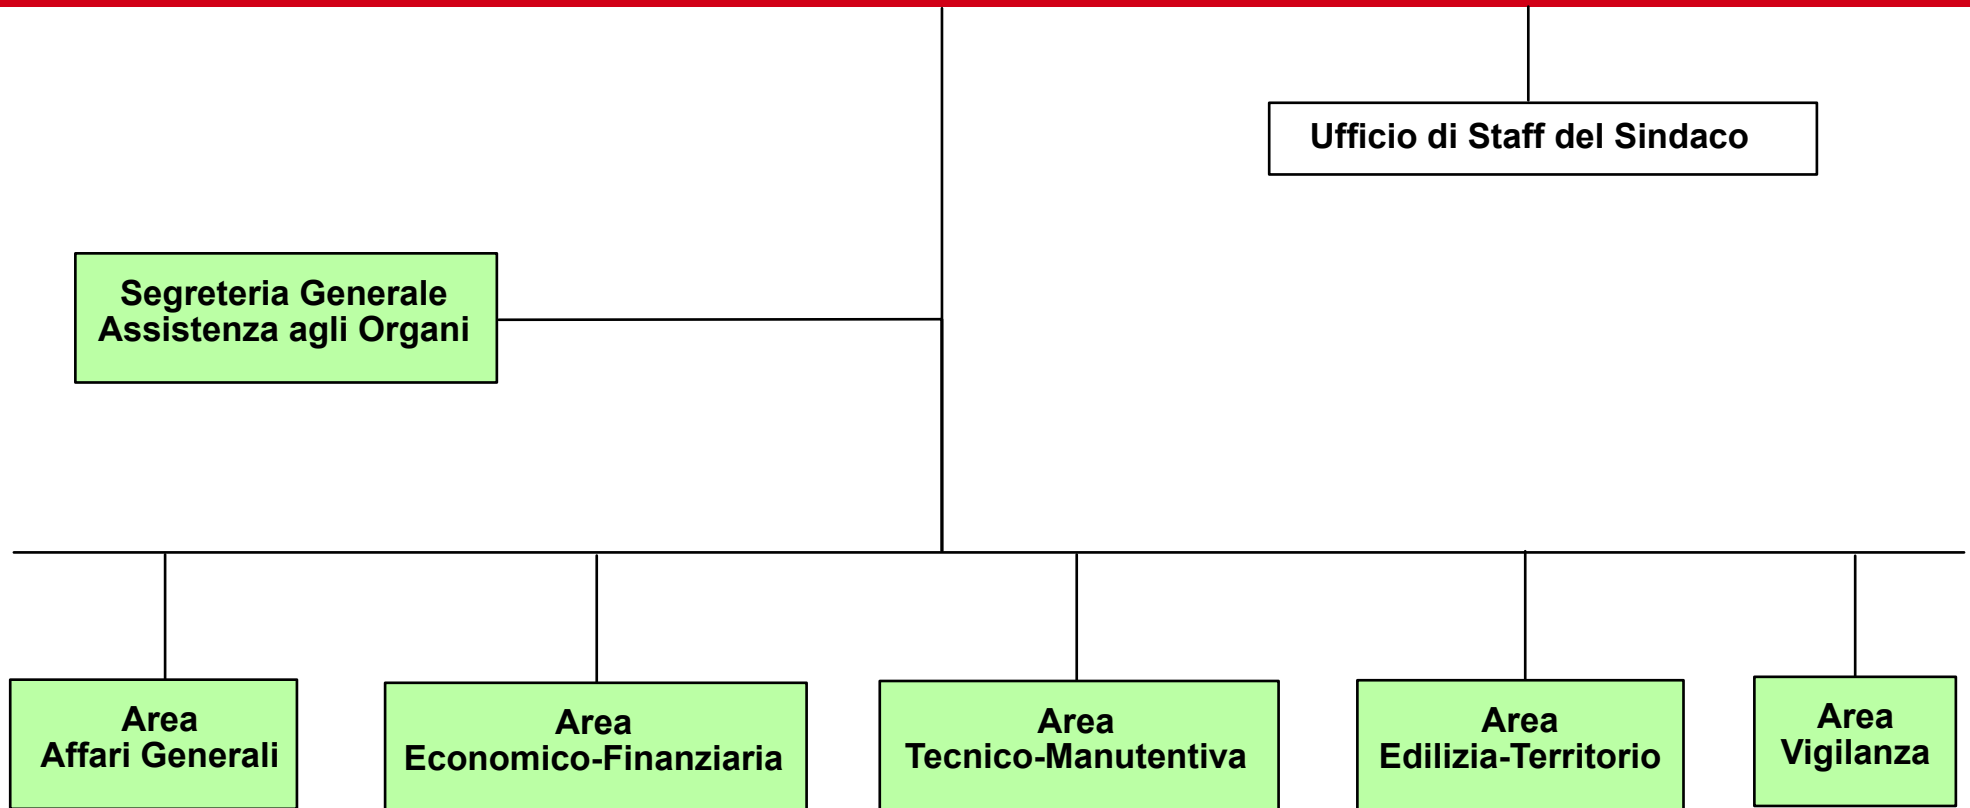 Ufficio di Staff del Sindaco
Segreteria Generale
Assistenza agli Organi
Area
Affari Generali
Area
Economico-Finanziaria
Area
Tecnico-Manutentiva
Area
Edilizia-Territorio
Area
Vigilanza